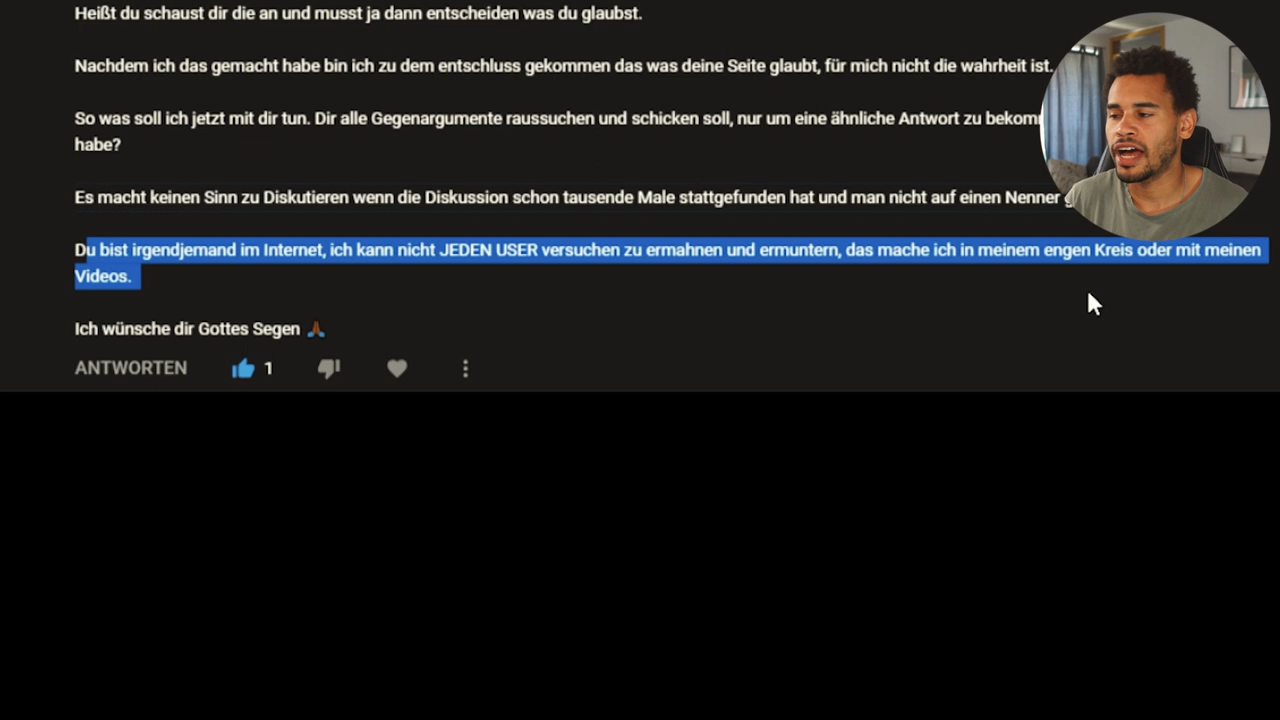 Heißt du schaust dir die an und musst ja dann entscheiden was du glaubst.
Nachdem ich das gemacht habe bin ich zu dem entschluss gekommen das was deine Seite glaubt, für mich nicht die wahrheit ist.
So was soll ich jetzt mit dir tun. Dir alle Gegenargumente raussuchen und schicken soll, nur um eine ähnliche Antwort zu
habe?
Es macht keinen Sinn zu Diskutieren wenn die Diskussion schon tausende Male stattgefunden hat und man nicht auf einen Nenner
Du bist irgendjemand im Internet, ich kann nicht JEDEN USER versuchen zu ermahnen und ermuntern, das mache ich in meinem engen Kreis oder mit meinen
Videos.
Ich wünsche dir Gottes Segen 🙏🏾
ANTWORTEN 1